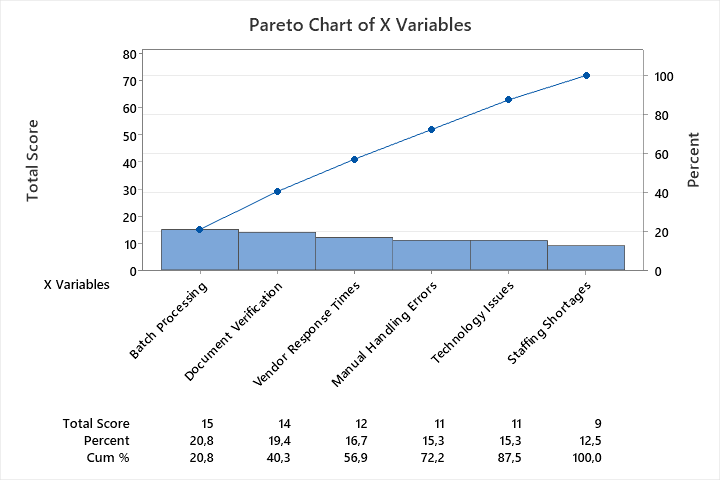 Pareto Chart of X Variables
Total Score
80
70
60
50
40
30
20
10
0
Percent
100
80
60
40
20
0
X Variables
Batch Processing
Document Verification
Vendor Response Times
Manual Handling Errors
Technology Issues
Staffing Shortages
Total Score 15 14 12 11 11 9
Percent 20,8 19,4 16,7 15,3 15,3 12,5
Cum % 20,8 40,3 56,9 72,2 87,5 100,0